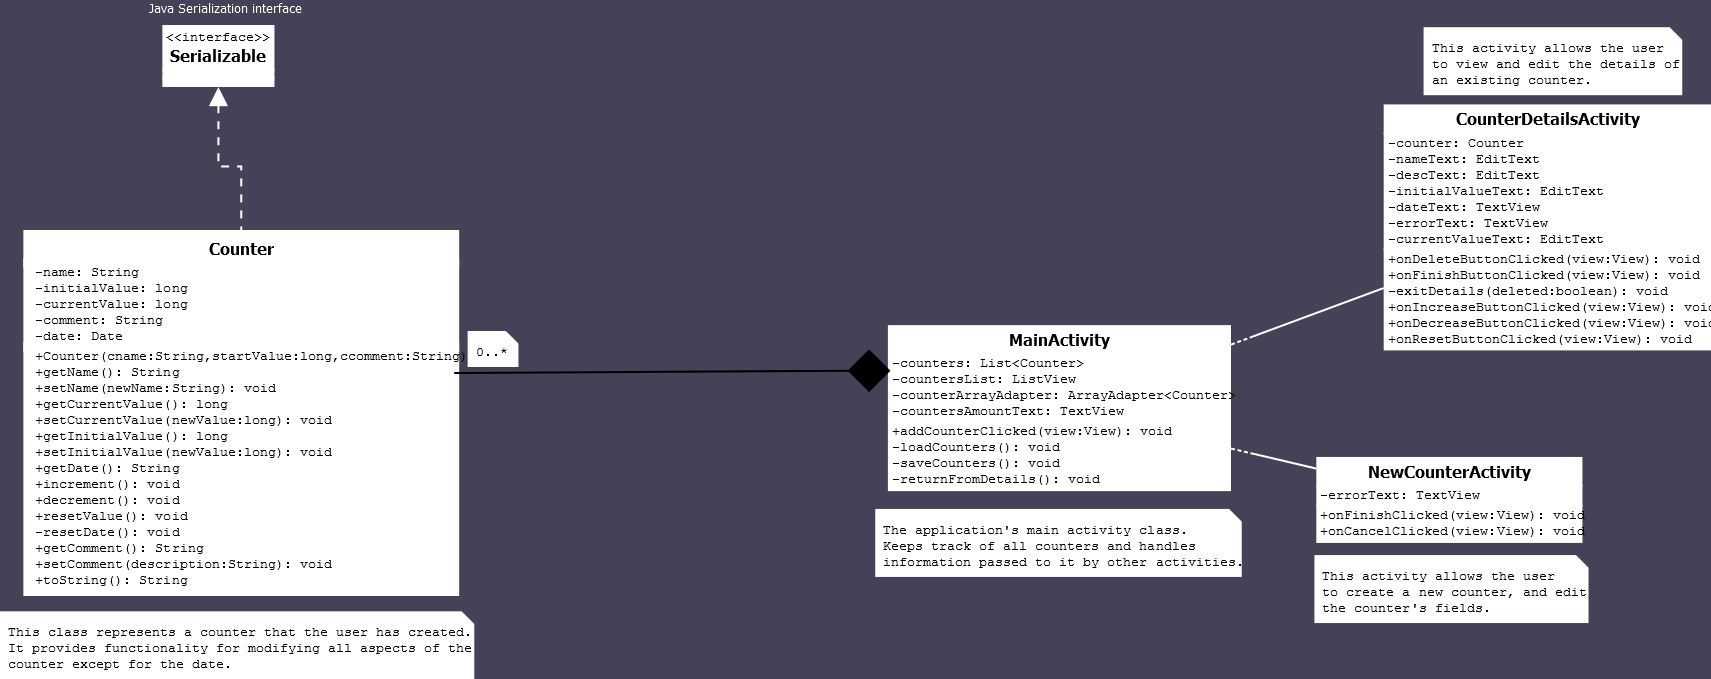 Java Serialization interface
<<interface>>
Serializable
Counter
-name: String
-initialValue: long
-currentValue: long
-comment: String
-date: Date
+Counter(cname:String,startValue:long,ccomment:String)
+getName(): String
+setName(newName:String): void
+getCurrentValue(): long
+setCurrentValue(newValue:long): void
+getInitialValue(): long
+setInitialValue(newValue:long): void
+getDate(): String
+increment(): void
+decrement(): void
+resetValue(): void
-resetDate(): void
+getComment(): String
+setComment(description:String): void
+toString(): String
This class represents a counter that the user has created.
It provides functionality for modifying all aspects of the
counter except for the date.
0..*
MainActivity
-counters: List<Counter>
-countersList: ListView
-counterArrayAdapter: ArrayAdapter<Counter>
-countersAmountText: TextView
+addCounterClicked(view:View): void
-loadCounters(): void
-saveCounters(): void
-returnFromDetails(): void
The application's main activity class.
Keeps track of all counters and handles
information passed to it by other activities.
This activity allows the user
to view and edit the details of
an existing counter.
CounterDetailsActivity
-counter: Counter
-nameText: EditText
-descText: EditText
-initialValueText: EditText
-dateText: TextView
-errorText: TextView
-currentValueText: EditText
+onDeleteButtonClicked(view:View): void
+onFinishButtonClicked(view:View): void
-exitDetails(deleted:boolean): void
+onIncreaseButtonClicked(view:View): void
+onDecreaseButtonClicked(view:View): void
+onResetButtonClicked(view:View): void
NewCounterActivity
-errorText: TextView
+onFinishClicked(view:View): void
+onCancelClicked(view:View): void
This activity allows the user
to create a new counter, and edit
the counter's fields.